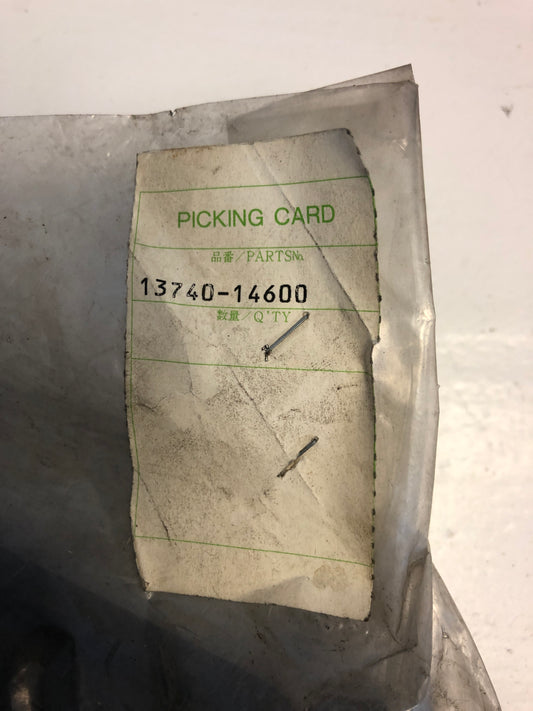 PICKING CARD
品番/PARTS№
13740-14600
数量/Q'TY